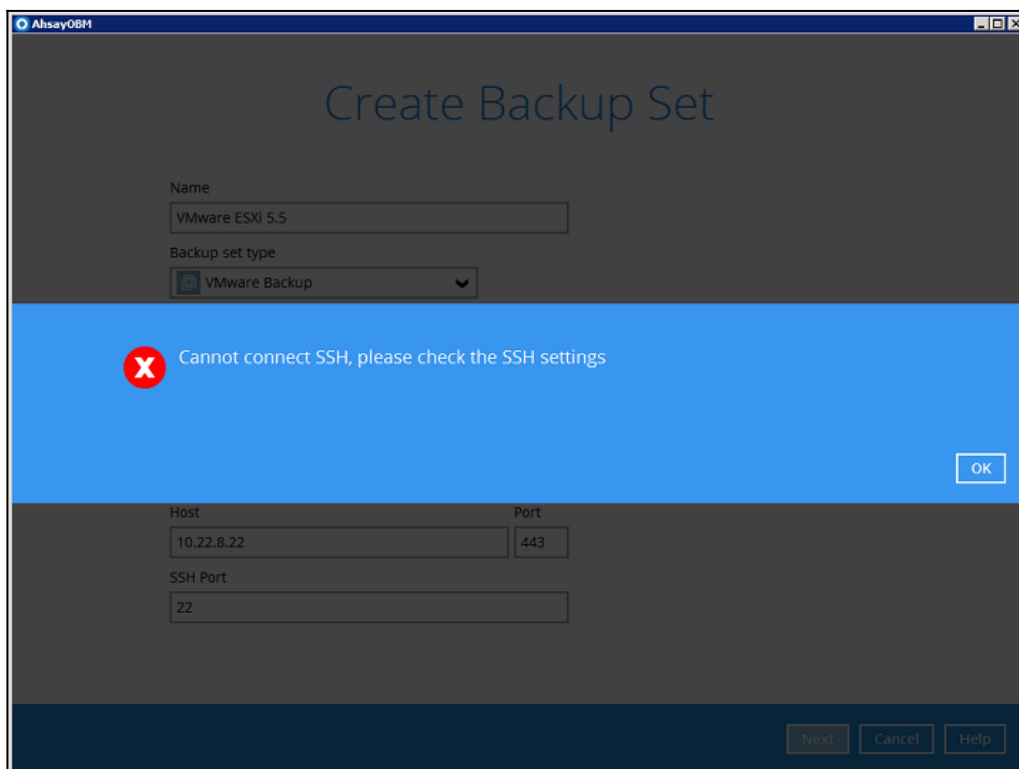 AhsayOBM
Create Backup Set
Name
VMware ESXi 5.5
Backup set type
VMware Backup
X
Cannot connect SSH, please check the SSH settings
OK
Host Port
10.22.8.22 443
SSH Port
22
Next Cancel Help